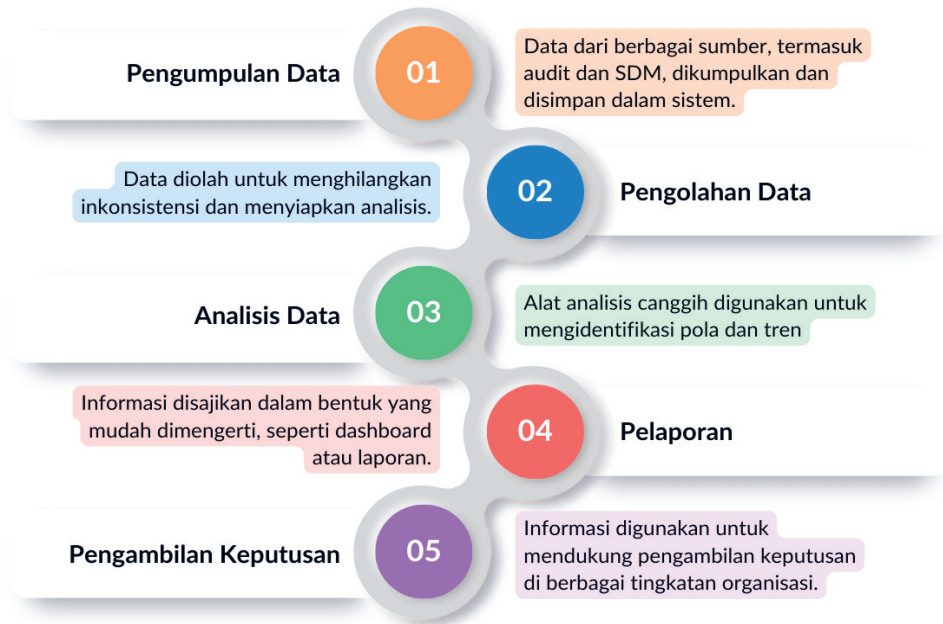 Pengumpulan Data
01
Data dari berbagai sumber, termasuk
audit dan SDM, dikumpulkan dan
disimpan dalam sistem.
Data diolah untuk menghilangkan
inkonsistensi dan menyiapkan analisis.
02
Pengolahan Data
Analisis Data
03
Alat analisis canggih digunakan untuk
mengidentifikasi pola dan tren
Informasi disajikan dalam bentuk yang
mudah dimengerti, seperti dashboard
atau laporan.
04
Pelaporan
Pengambilan Keputusan
05
Informasi digunakan untuk
mendukung pengambilan keputusan
di berbagai tingkatan organisasi.